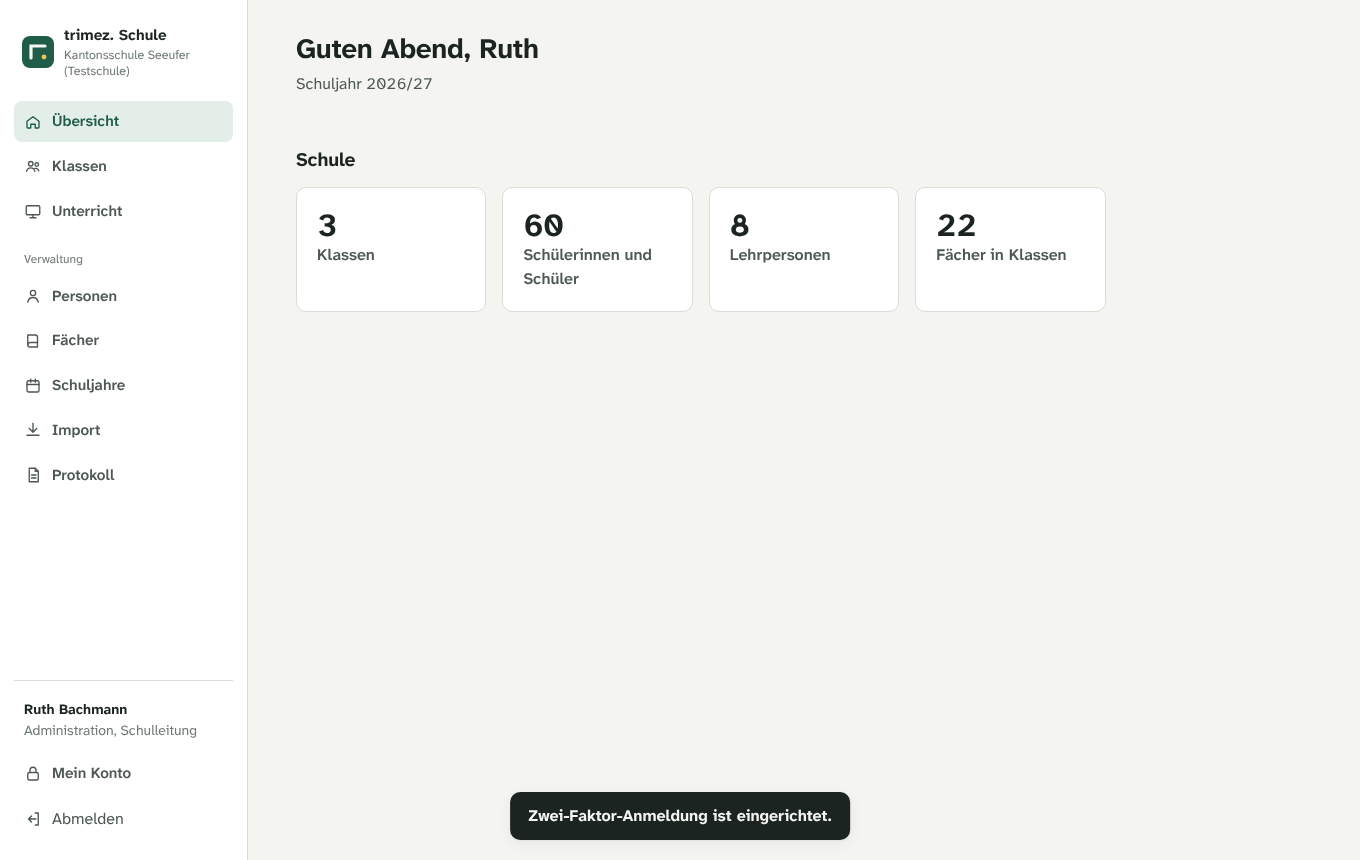 trimez. Schule
Kantonsschule Seeufer
(Testschule)
Übersicht
Klassen
Unterricht
Verwaltung
Personen
Fächer
Schuljahre
Import
Protokoll
Ruth Bachmann
Administration, Schulleitung
Mein Konto
Abmelden
Guten Abend, Ruth
Schuljahr 2026/27
Schule
3
Klassen
60
Schülerinnen und
Schüler
8
Lehrpersonen
22
Fächer in Klassen
Zwei-Faktor-Anmeldung ist eingerichtet.